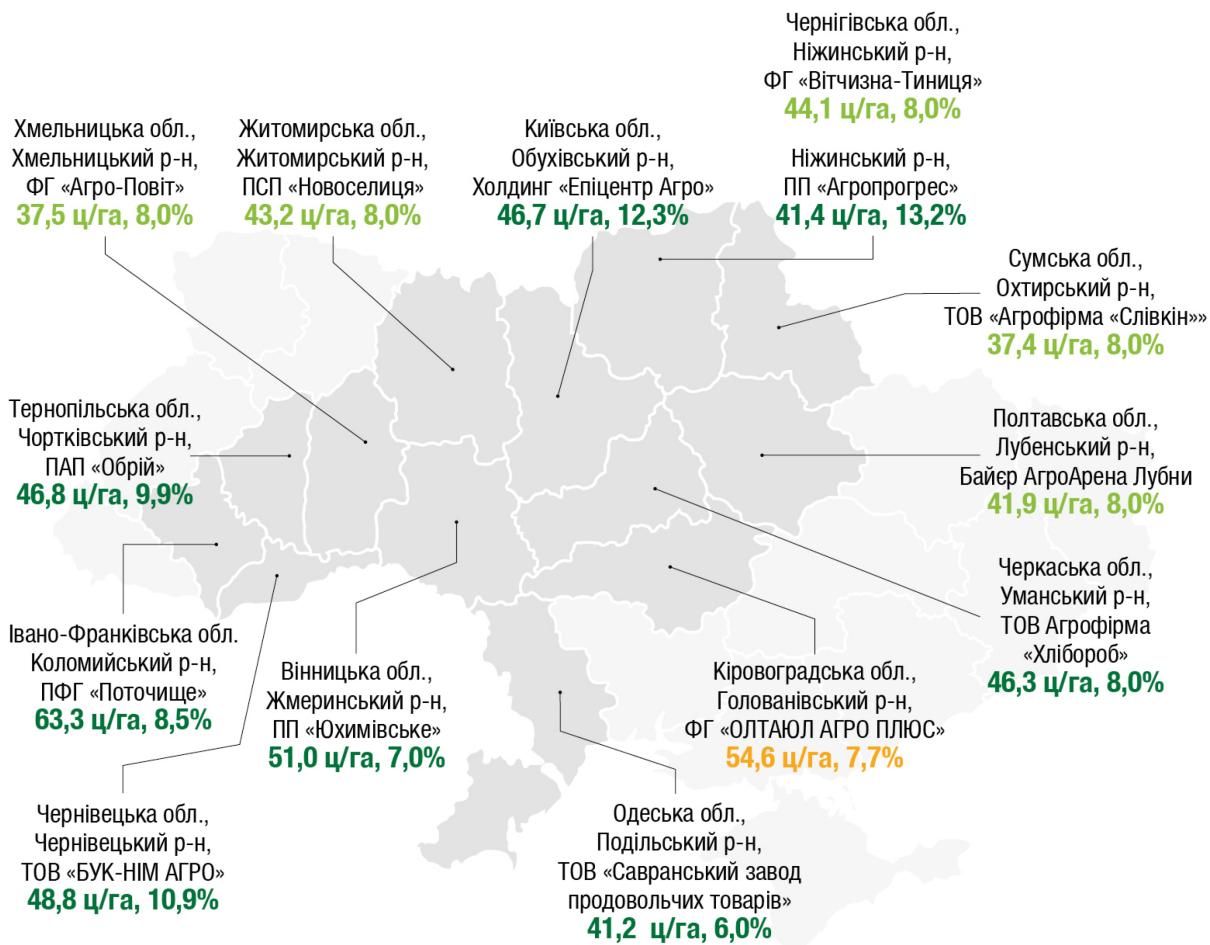 Чернігівська обл.,
Ніжинський р-н,
ФГ «Вітчизна-Тиниця»
44,1 ц/га, 8,0%
Ніжинський р-н,
ПП «Агропрогрес»
41,4 ц/га, 13,2%
Хмельницька обл.,
Хмельницький р-н,
ФГ «Агро-Повіт»
37,5 ц/га, 8,0%
Житомирська обл.,
Житомирський р-н,
ПСП «Новоселиця»
43,2 ц/га, 8,0%
Київська обл.,
Обухівський р-н,
Холдинг «Епіцентр Агро»
46,7 ц/га, 12,3%
Сумська обл.,
Охтирський р-н,
ТОВ «Агрофірма «Слівкін»»
37,4 ц/га, 8,0%
Тернопільська обл.,
Чортківський р-н,
ПАП «Обрій»
46,8 ц/га, 9,9%
Полтавська обл.,
Лубенський р-н,
Байєр АгроАрена Лубни
41,9 ц/га, 8,0%
Черкаська обл.,
Уманський р-н,
ТОВ Агрофірма
«Хлібороб»
46,3 ц/га, 8,0%
Івано-Франківська обл.
Коломийський р-н,
ПФГ «Поточище»
63,3 ц/га, 8,5%
Вінницька обл.,
Жмеринський р-н,
ПП «Юхимівське»
51,0 ц/га, 7,0%
Кіровоградська обл.,
Голованівський р-н,
ФГ «ОЛТАЮЛ АГРО ПЛЮС»
54,6 ц/га, 7,7%
Чернівецька обл.,
Чернівецький р-н,
ТОВ «БУК-НІМ АГРО»
48,8 ц/га, 10,9%
Одеська обл.,
Подільський р-н,
ТОВ «Савранський завод
продовольчих товарів»
41,2 ц/га, 6,0%